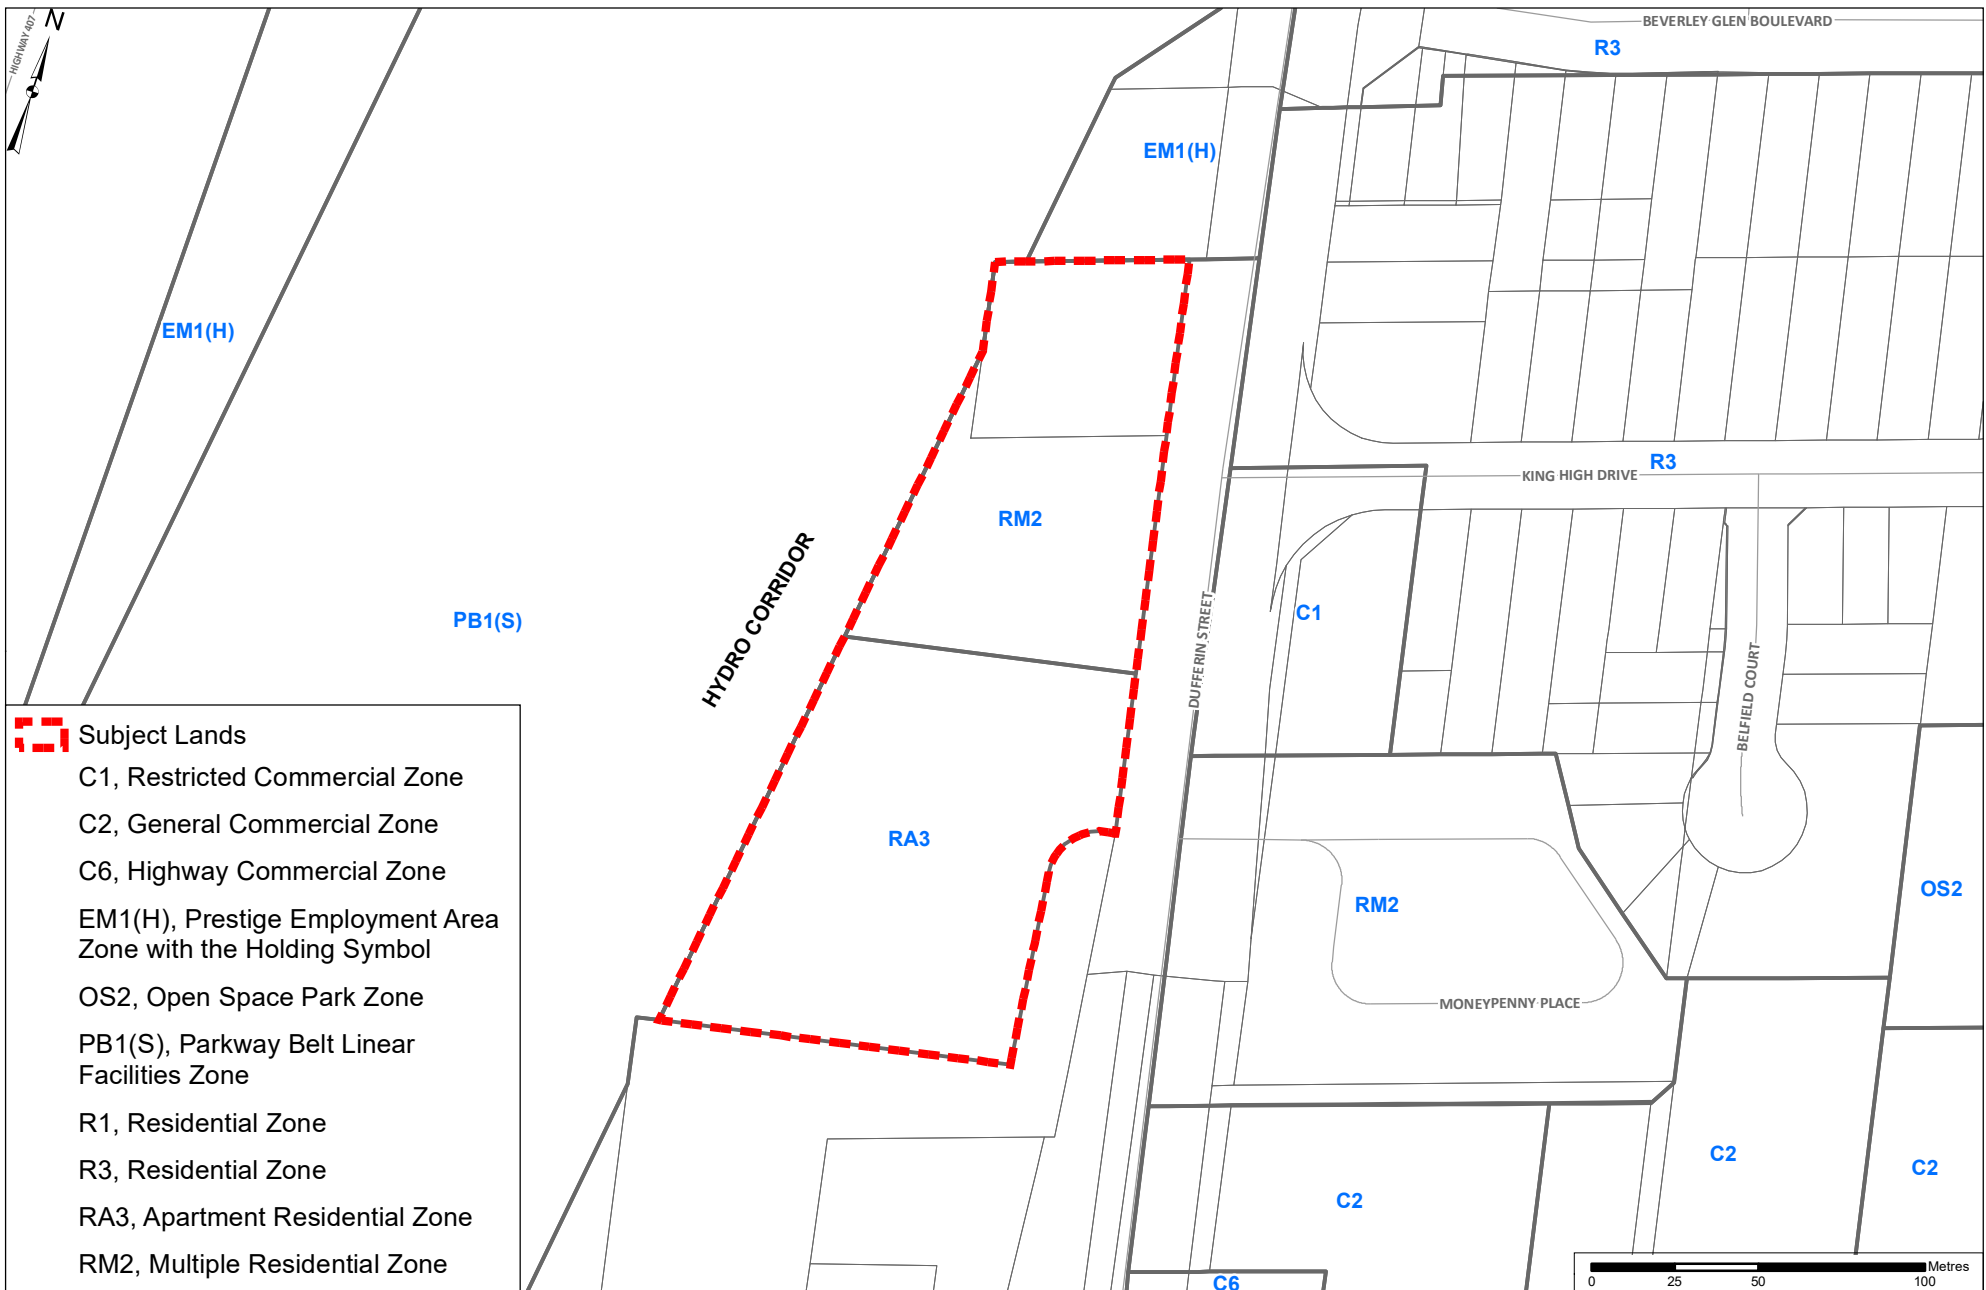 HIGHWAY 407
N
BEVERLEY GLEN BOULEVARD
R3
EM1(H)
EM1(H)
R3
KING HIGH DRIVE
RM2
HYDRO CORRIDOR
PB1(S)
DUFFERIN STREET
C1
BELFIELD COURT
RA3
RM2
OS2
MONEYPENNY PLACE
C2
C2
C2
C6
Subject Lands
C1, Restricted Commercial Zone
C2, General Commercial Zone
C6, Highway Commercial Zone
EM1(H), Prestige Employment Area
Zone with the Holding Symbol
OS2, Open Space Park Zone
PB1(S), Parkway Belt Linear
Facilities Zone
R1, Residential Zone
R3, Residential Zone
RA3, Apartment Residential Zone
RM2, Multiple Residential Zone
Metres
0 25 50 100